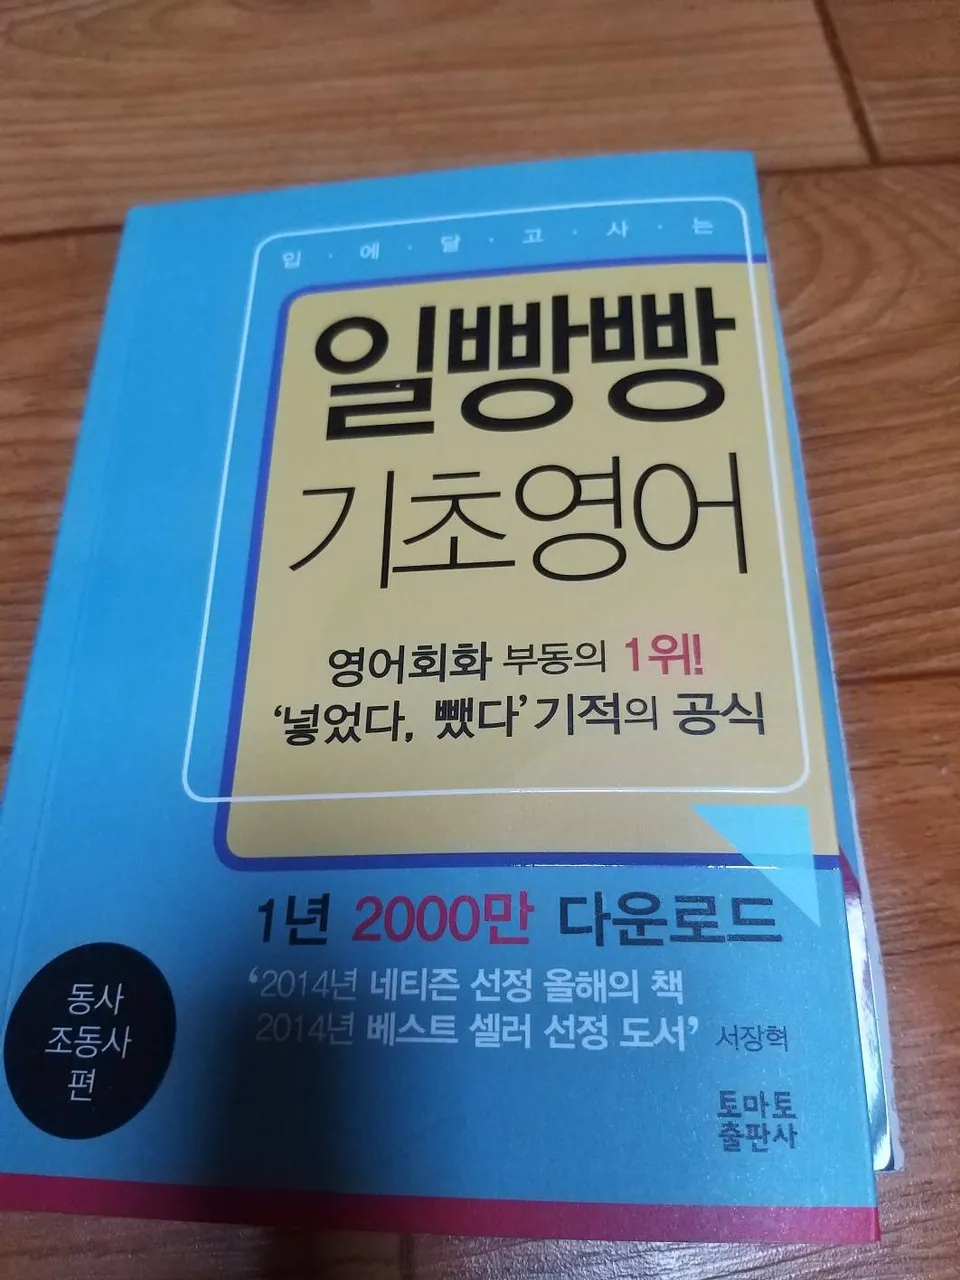 입·에·달·고·사·는
일빵빵
기초영어
영어회화 부동의 1위!
‘넣었다, 뺐다’ 기적의 공식
1년 2000만 다운로드
‘2014년 네티즌 선정 올해의 책
2014년 베스트 셀러 선정 도서’
서장혁
동사
조동사
편
토마토
출판사